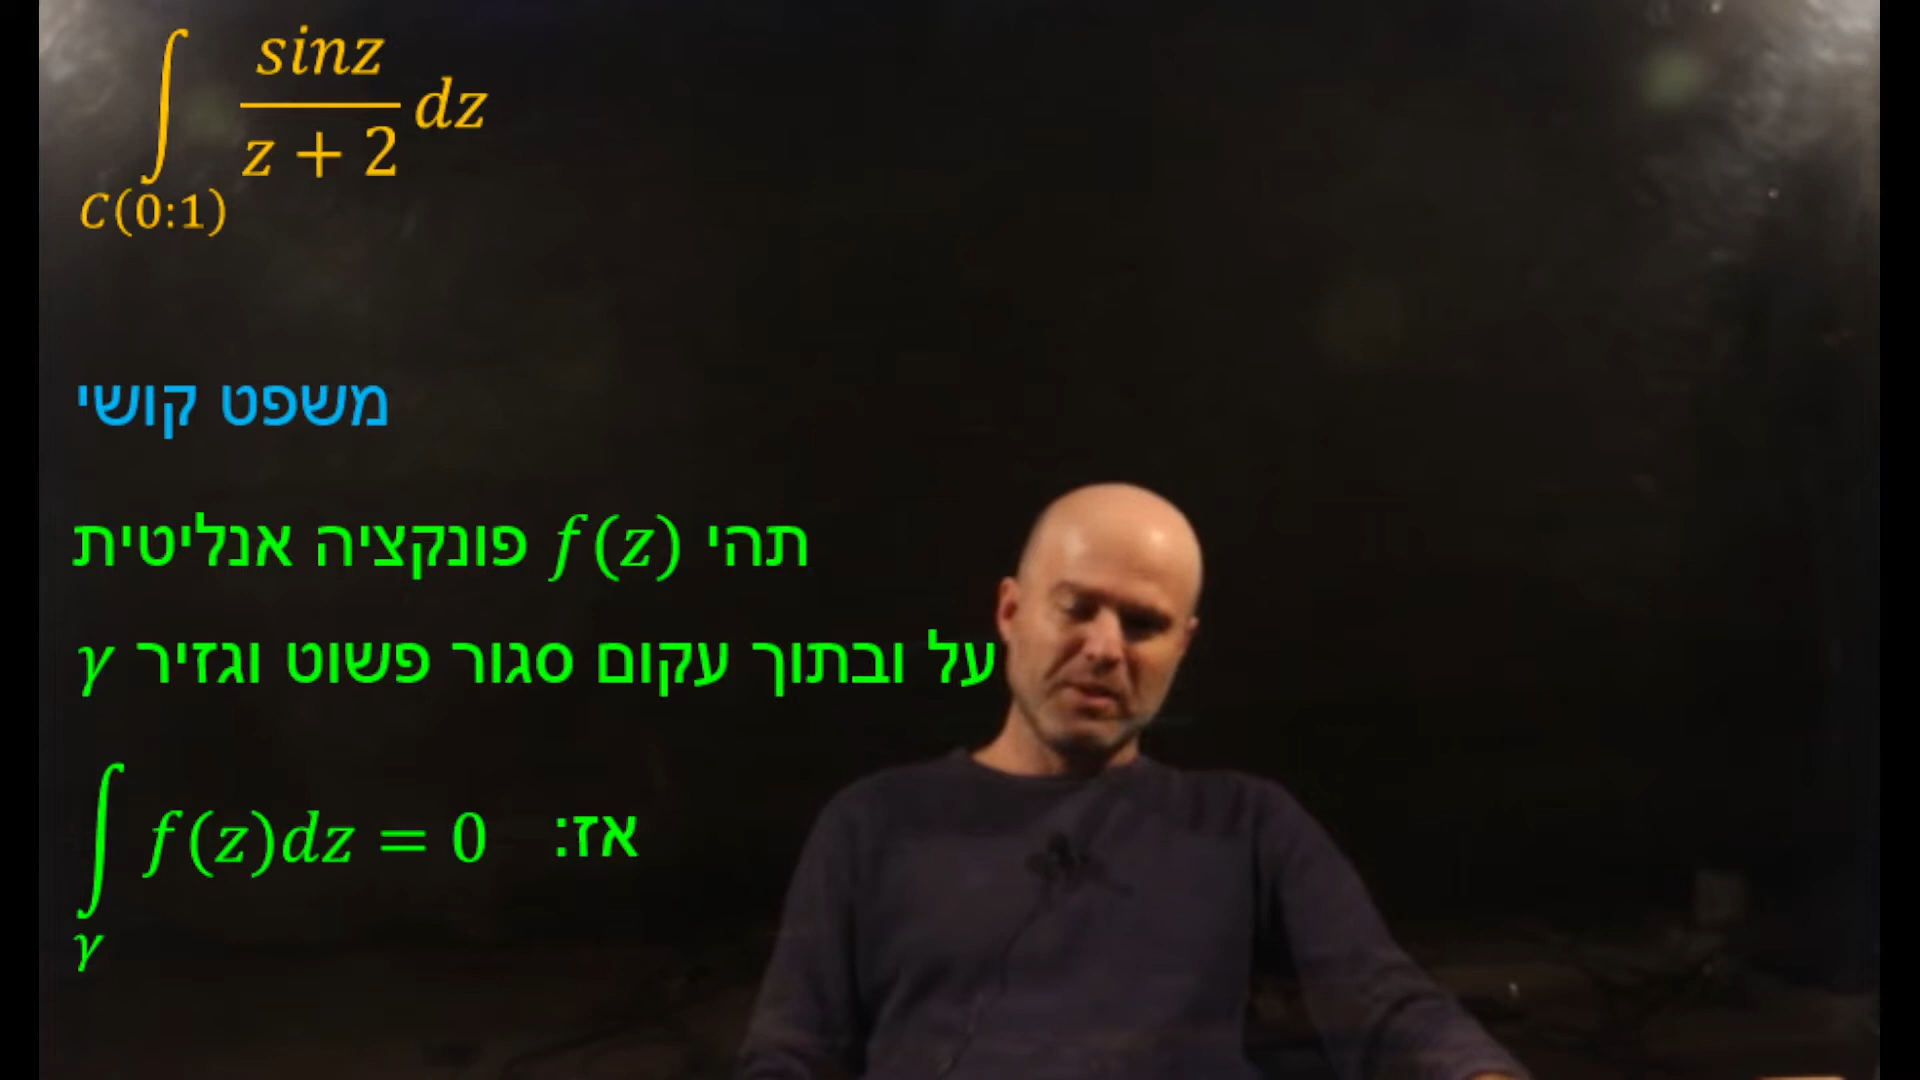 ∫_{C(0:1)} sinz/(z + 2) dz
משפט קושי
תהי f(z) פונקציה אנליטית
על ובתוך עקום סגור פשוט וגזיר γ
אז: ∫_γ f(z)dz = 0